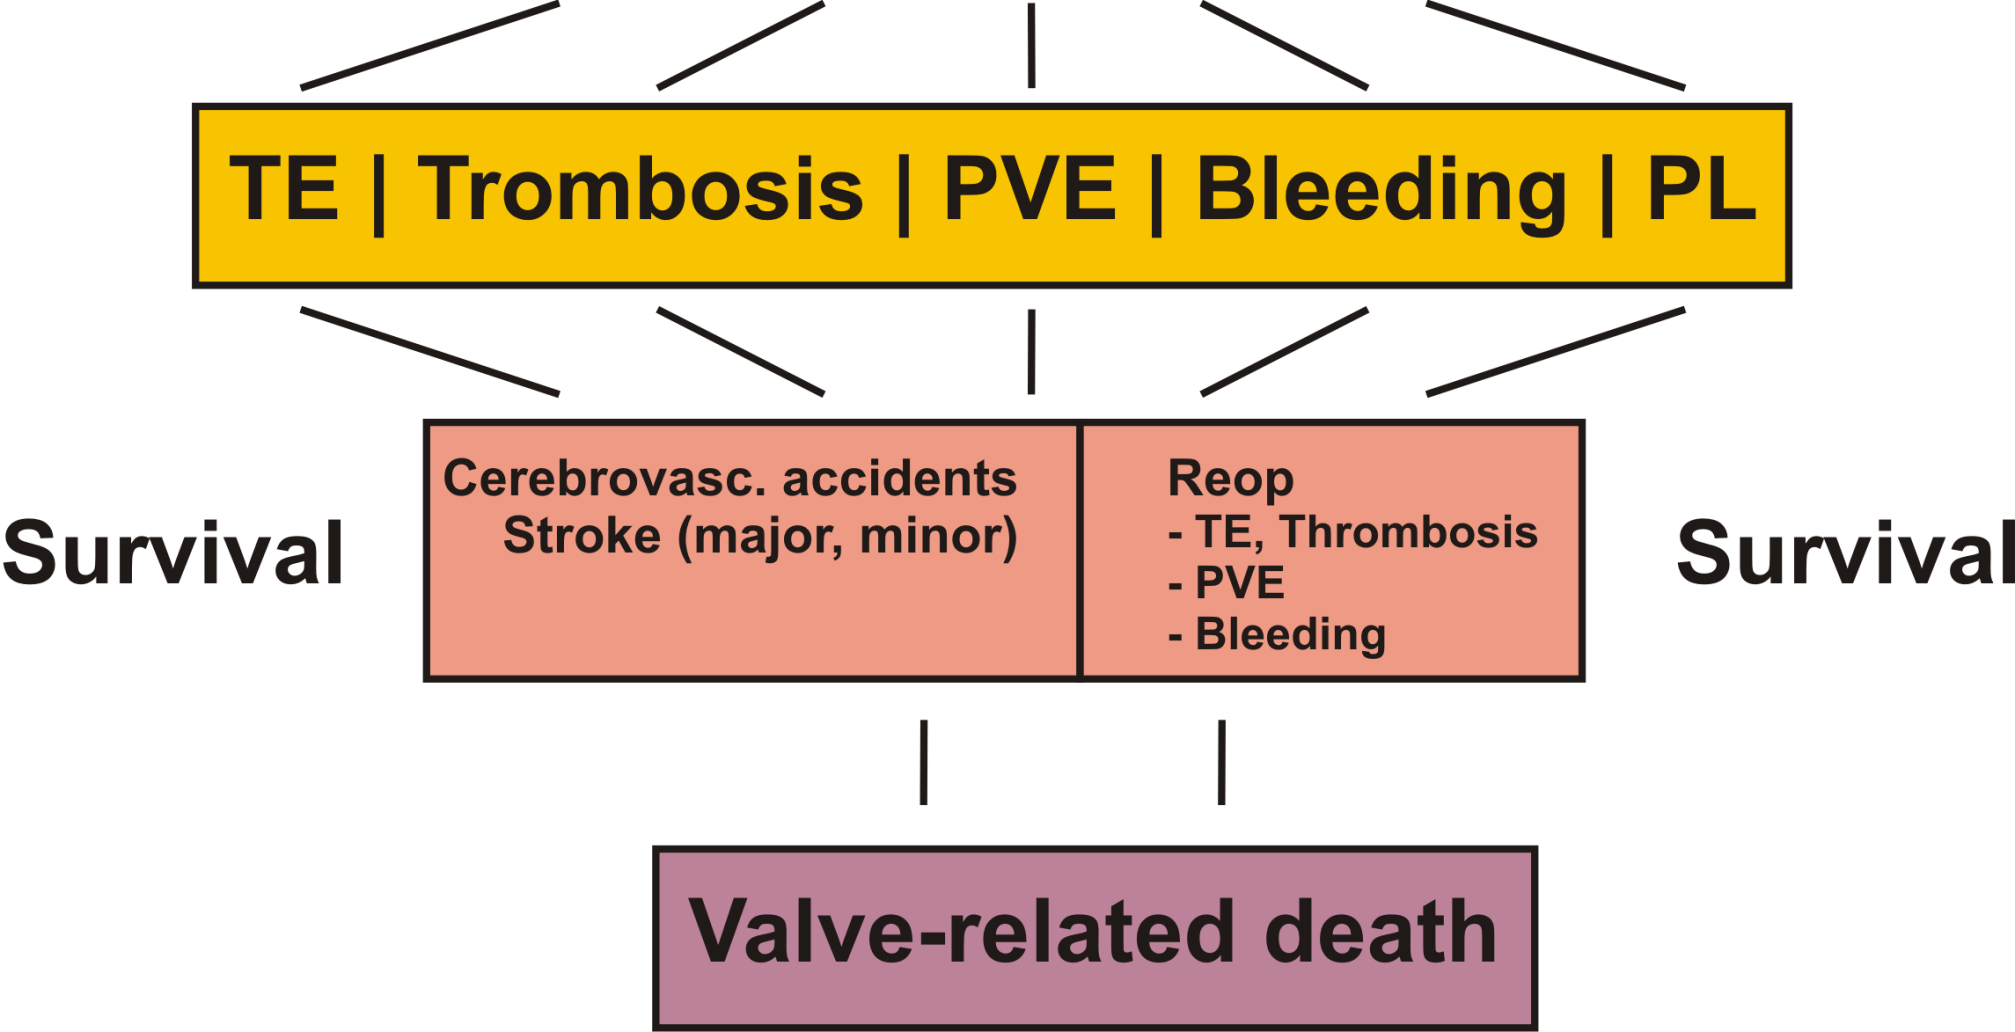 TE | Trombosis | PVE | Bleeding | PL
Cerebrovasc. accidents
Stroke (major, minor)
Reop
- TE, Thrombosis
- PVE
- Bleeding
Survival
Survival
Valve-related death